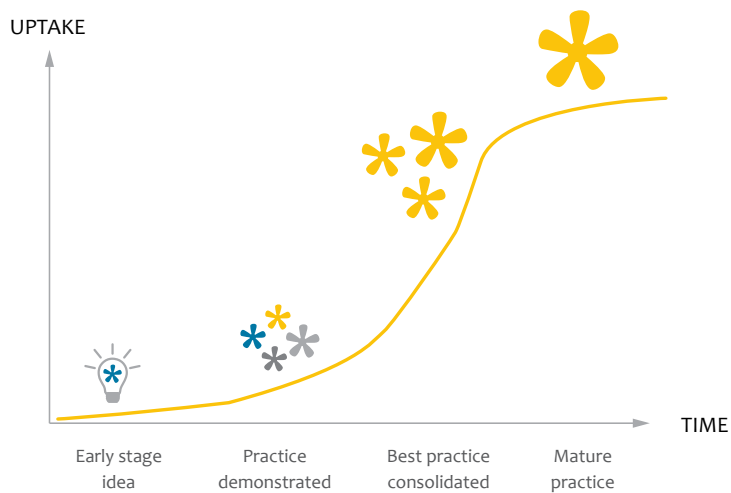 UPTAKE
TIME
Early stage
idea
Practice
demonstrated
Best practice
consolidated
Mature
practice